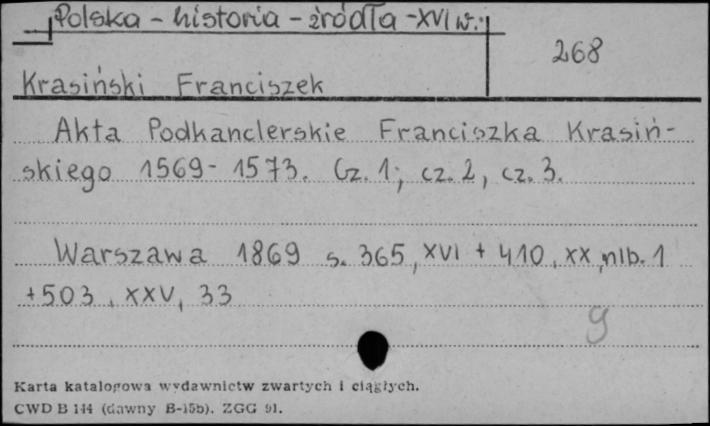 Polska - historia - źródła - XVI w.
268
Krasiński Franciszek
Akta Podkanclerskie Franciszka Krasiń-
skiego 1569 - 1573. Cz. 1, cz. 2, cz. 3.
Warszawa 1869 s. 365, XVI + 410, XX, nlb. 1
+ 503, XXV, 33
g
Karta katalogowa wydawnictw zwartych i ciągłych.
CWD B 144 (dawny B-15b). ZGG 91.